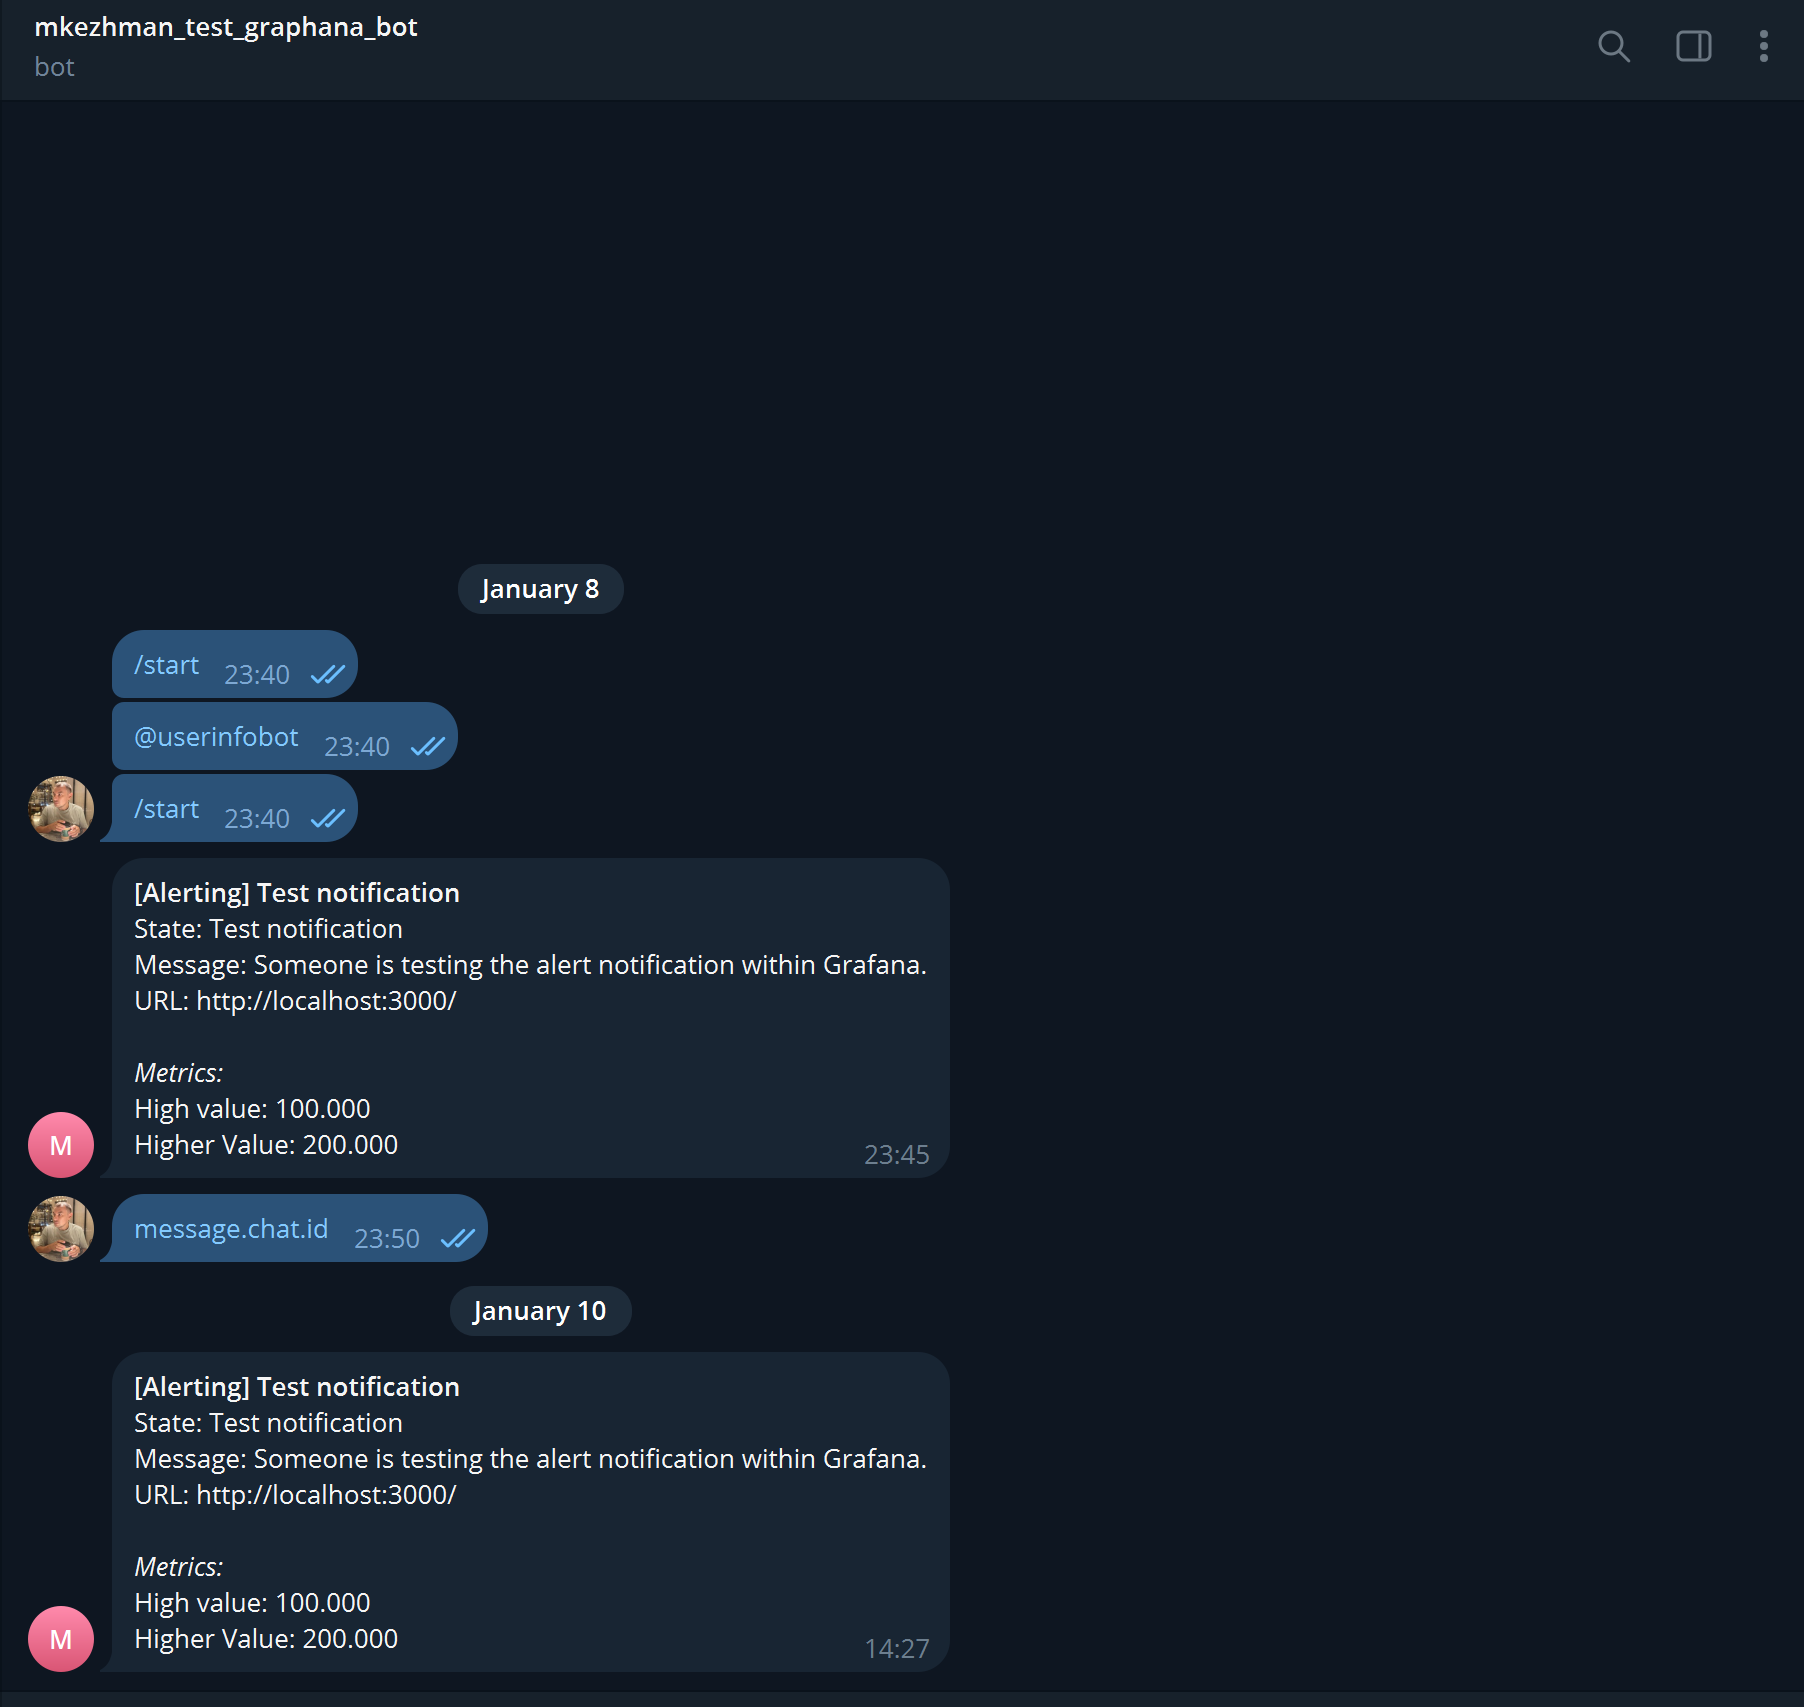 mkezhman_test_graphana_bot
bot
January 8
/start 23:40
@userinfobot 23:40
/start 23:40
[Alerting] Test notification
State: Test notification
Message: Someone is testing the alert notification within Grafana.
URL: http://localhost:3000/
Metrics:
High value: 100.000
Higher Value: 200.000
M
23:45
message.chat.id 23:50
January 10
[Alerting] Test notification
State: Test notification
Message: Someone is testing the alert notification within Grafana.
URL: http://localhost:3000/
Metrics:
High value: 100.000
Higher Value: 200.000
M
14:27